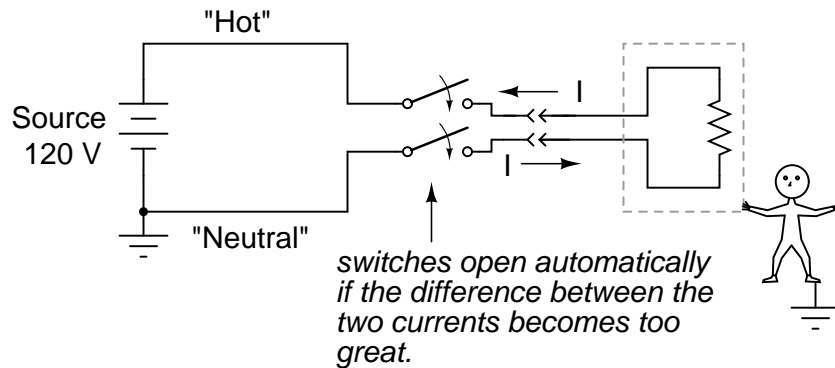 "Hot"
I
Source
120 V
I
"Neutral"
switches open automatically
if the difference between the
two currents becomes too
great.